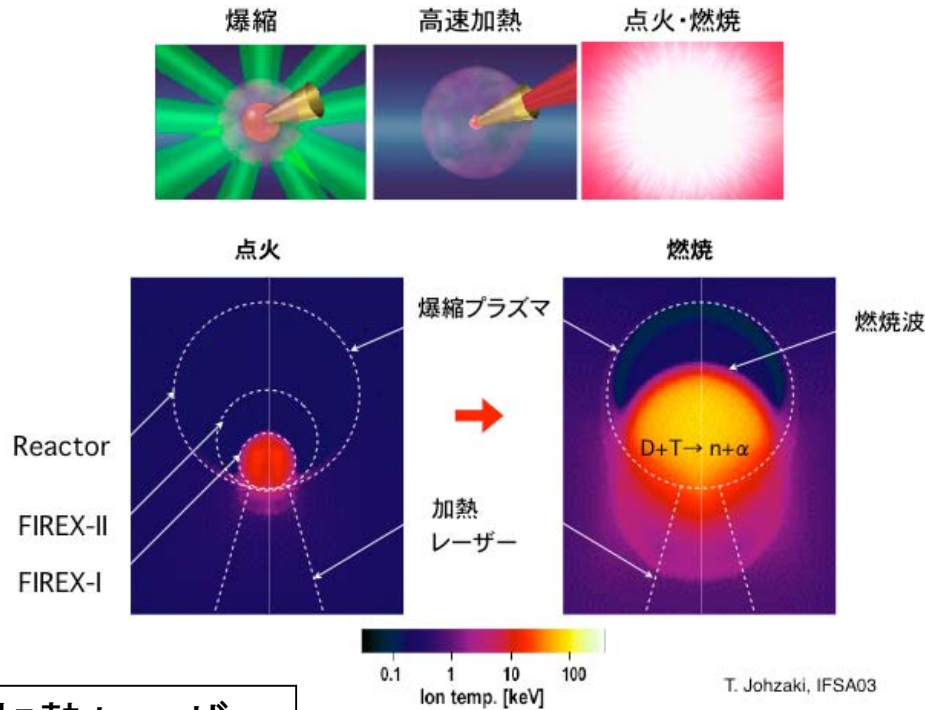 爆縮
高速加熱
点火・燃焼
点火
燃焼
爆縮プラズマ
燃焼波
Reactor
FIREX-II
FIREX-I
D+T→ n+α
加熱
レーザー
0.1 1 10 100
Ion temp. [keV]
T. Johzaki, IFSA03